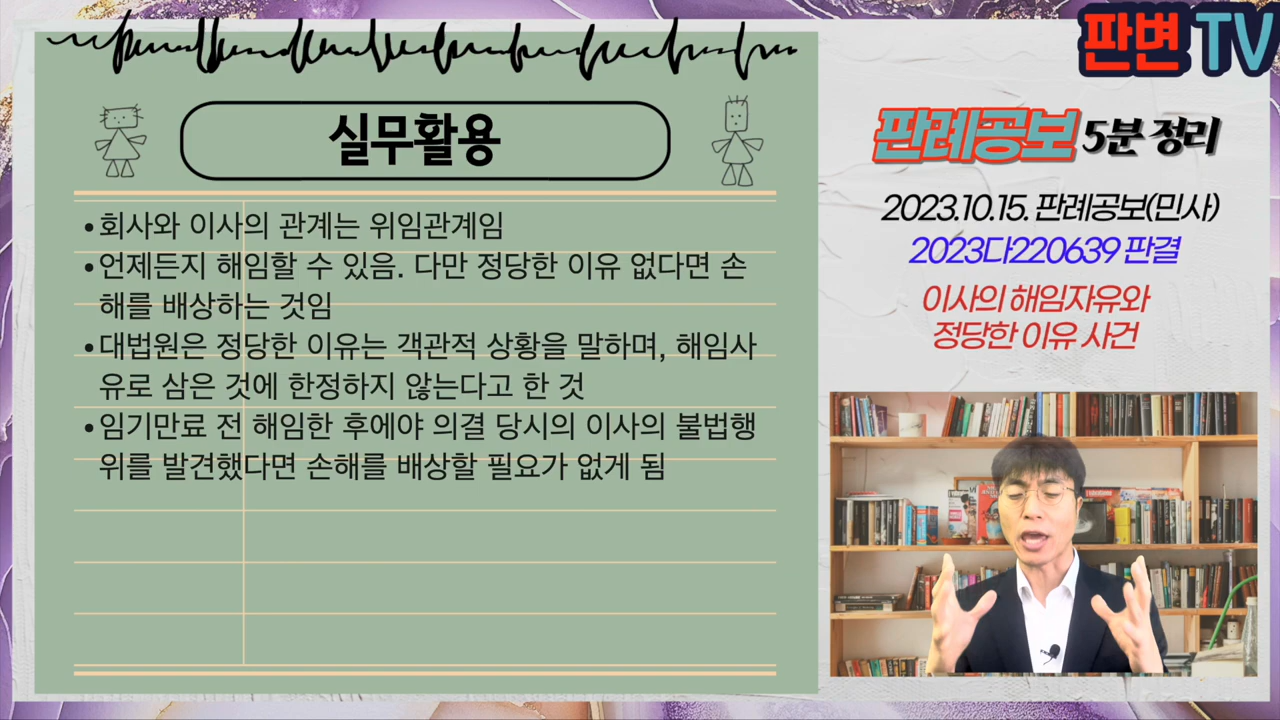 판변 TV
실무활용
•회사와 이사의 관계는 위임관계임
•언제든지 해임할 수 있음. 다만 정당한 이유 없다면 손
해를 배상하는 것임
•대법원은 정당한 이유는 객관적 상황을 말하며, 해임사
유로 삼은 것에 한정하지 않는다고 한 것
•임기만료 전 해임한 후에야 의결 당시의 이사의 불법행
위를 발견했다면 손해를 배상할 필요가 없게 됨
판례공보 5분 정리
2023.10.15. 판례공보(민사)
2023다220639 판결
이사의 해임자유와
정당한 이유 사건